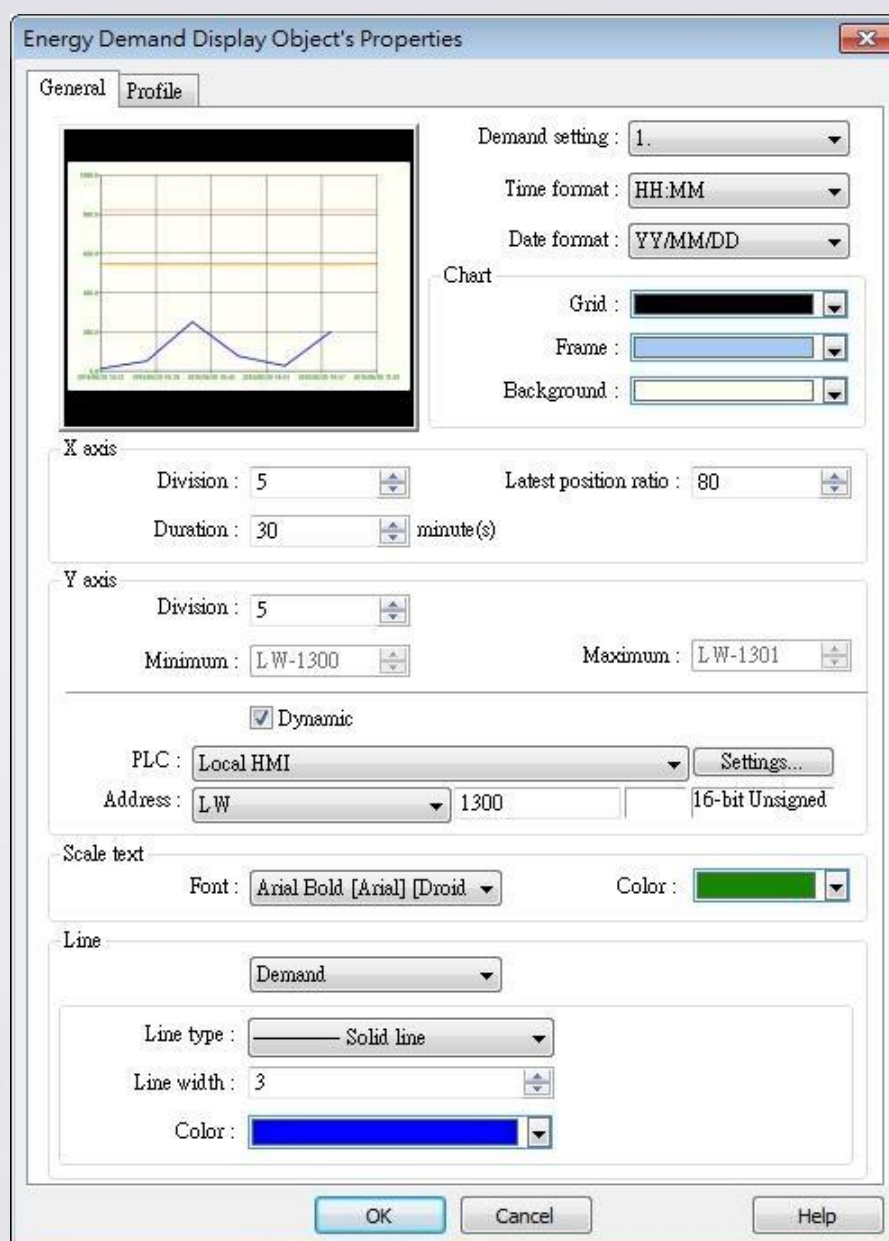 Energy Demand Display Object's Properties
General
Profile
Demand setting : 1.
Time format : HH:MM
Date format : YY/MM/DD
Chart
Grid :
Frame :
Background :
X axis
Division : 5
Latest position ratio : 80
Duration : 30 minute(s)
Y axis
Division : 5
Minimum : LW-1300
Maximum : LW-1301
Dynamic
PLC : Local HMI
Settings...
Address : LW 1300 16-bit Unsigned
Scale text
Font : Arial Bold [Arial] [Droid
Color :
Line
Demand
Line type : Solid line
Line width : 3
Color :
OK
Cancel
Help